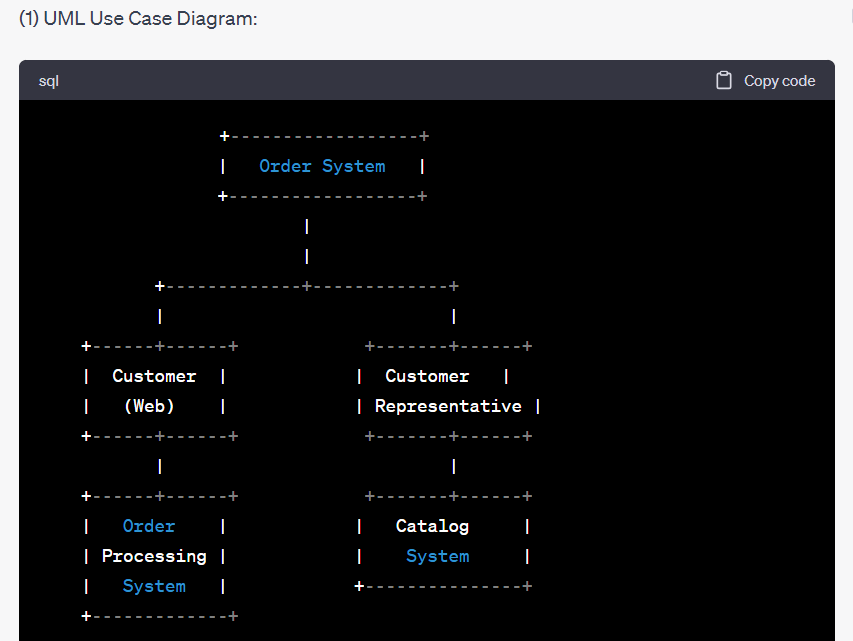 (1) UML Use Case Diagram:
sql Copy code
+------------------+
|   Order System   |
+------------------+
|
|
+-------------+-------------+
|                           |
+------+------+            +-------+------+
|  Customer  |            |  Customer   |
|   (Web)    |            | Representative |
+------+------+            +-------+------+
|                           |
+------+------+            +-------+------+
|   Order    |            |   Catalog     |
| Processing |            |    System     |
|   System   |            +---------------+
+-------------+